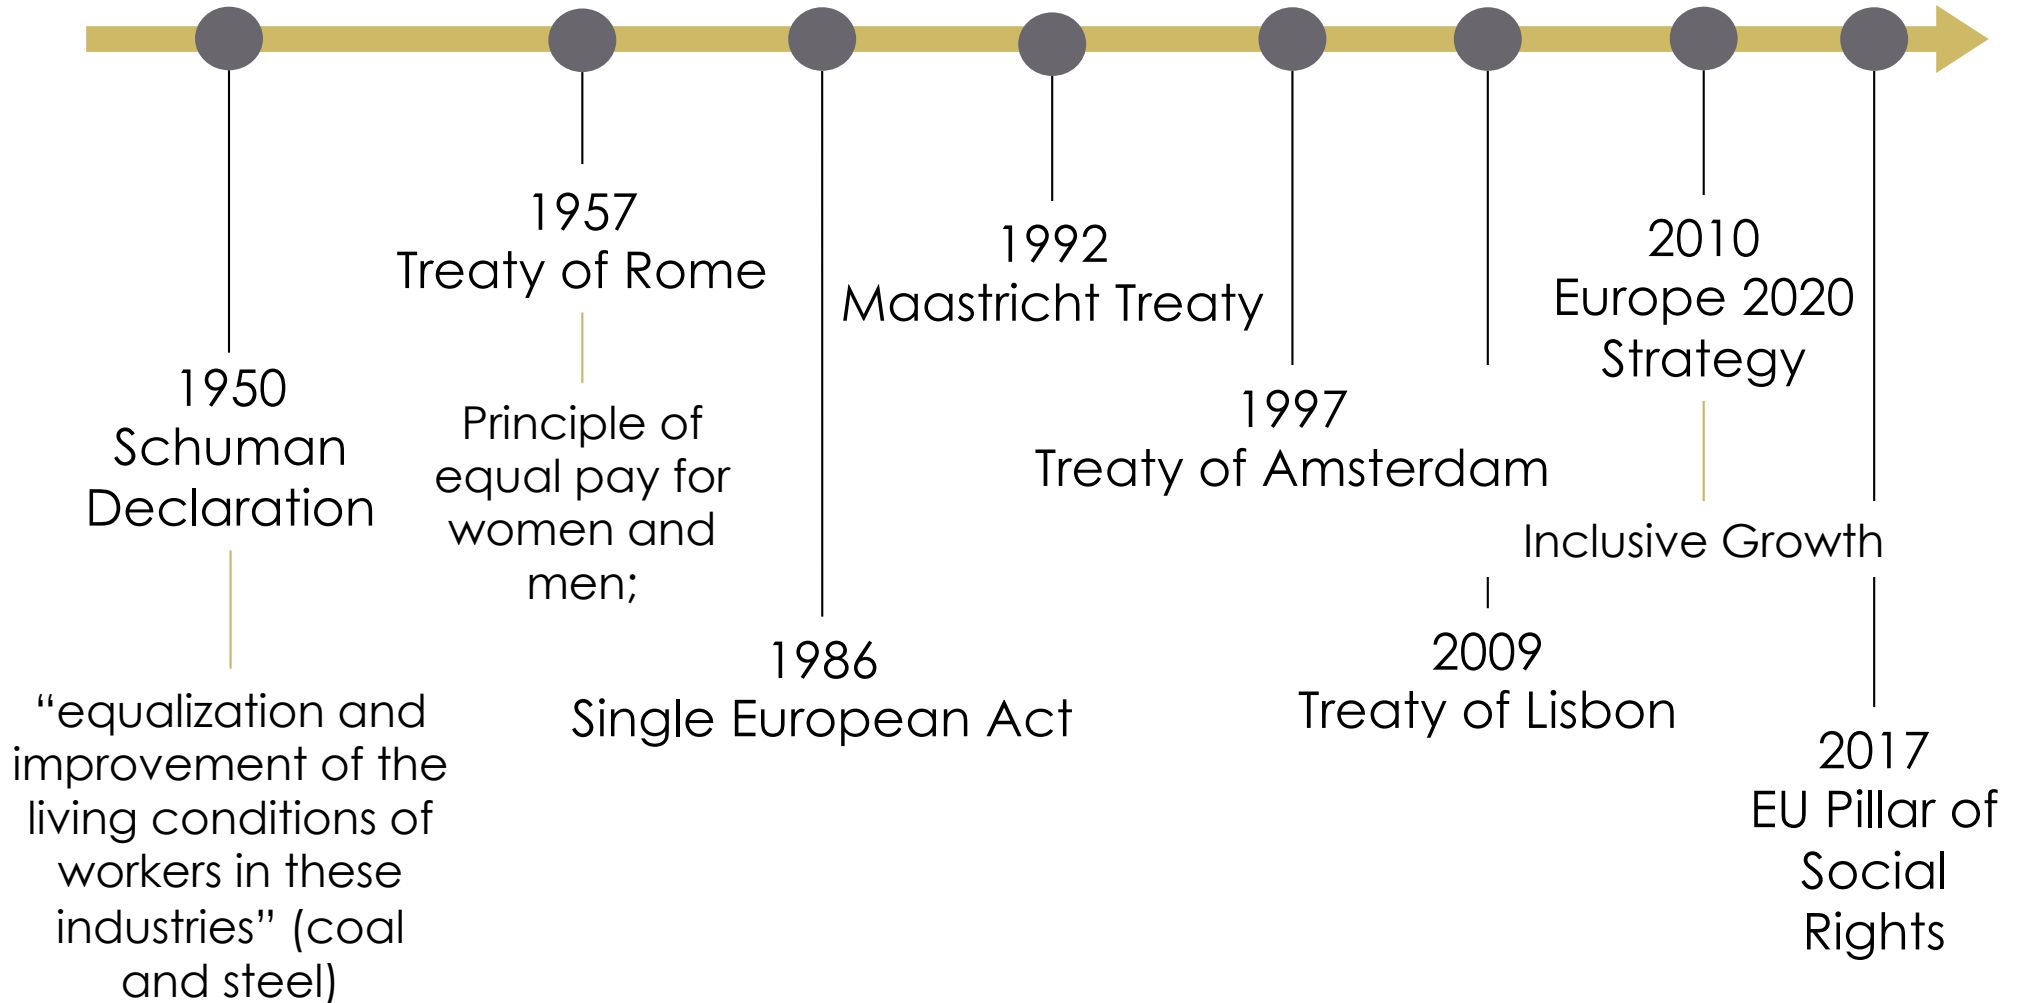 1950
Schuman
Declaration
“equalization and
improvement of the
living conditions of
workers in these
industries” (coal
and steel)
1957
Treaty of Rome
Principle of
equal pay for
women and
men;
1986
Single European Act
1992
Maastricht Treaty
1997
Treaty of Amsterdam
2009
Treaty of Lisbon
2010
Europe 2020
Strategy
Inclusive Growth
2017
EU Pillar of
Social
Rights